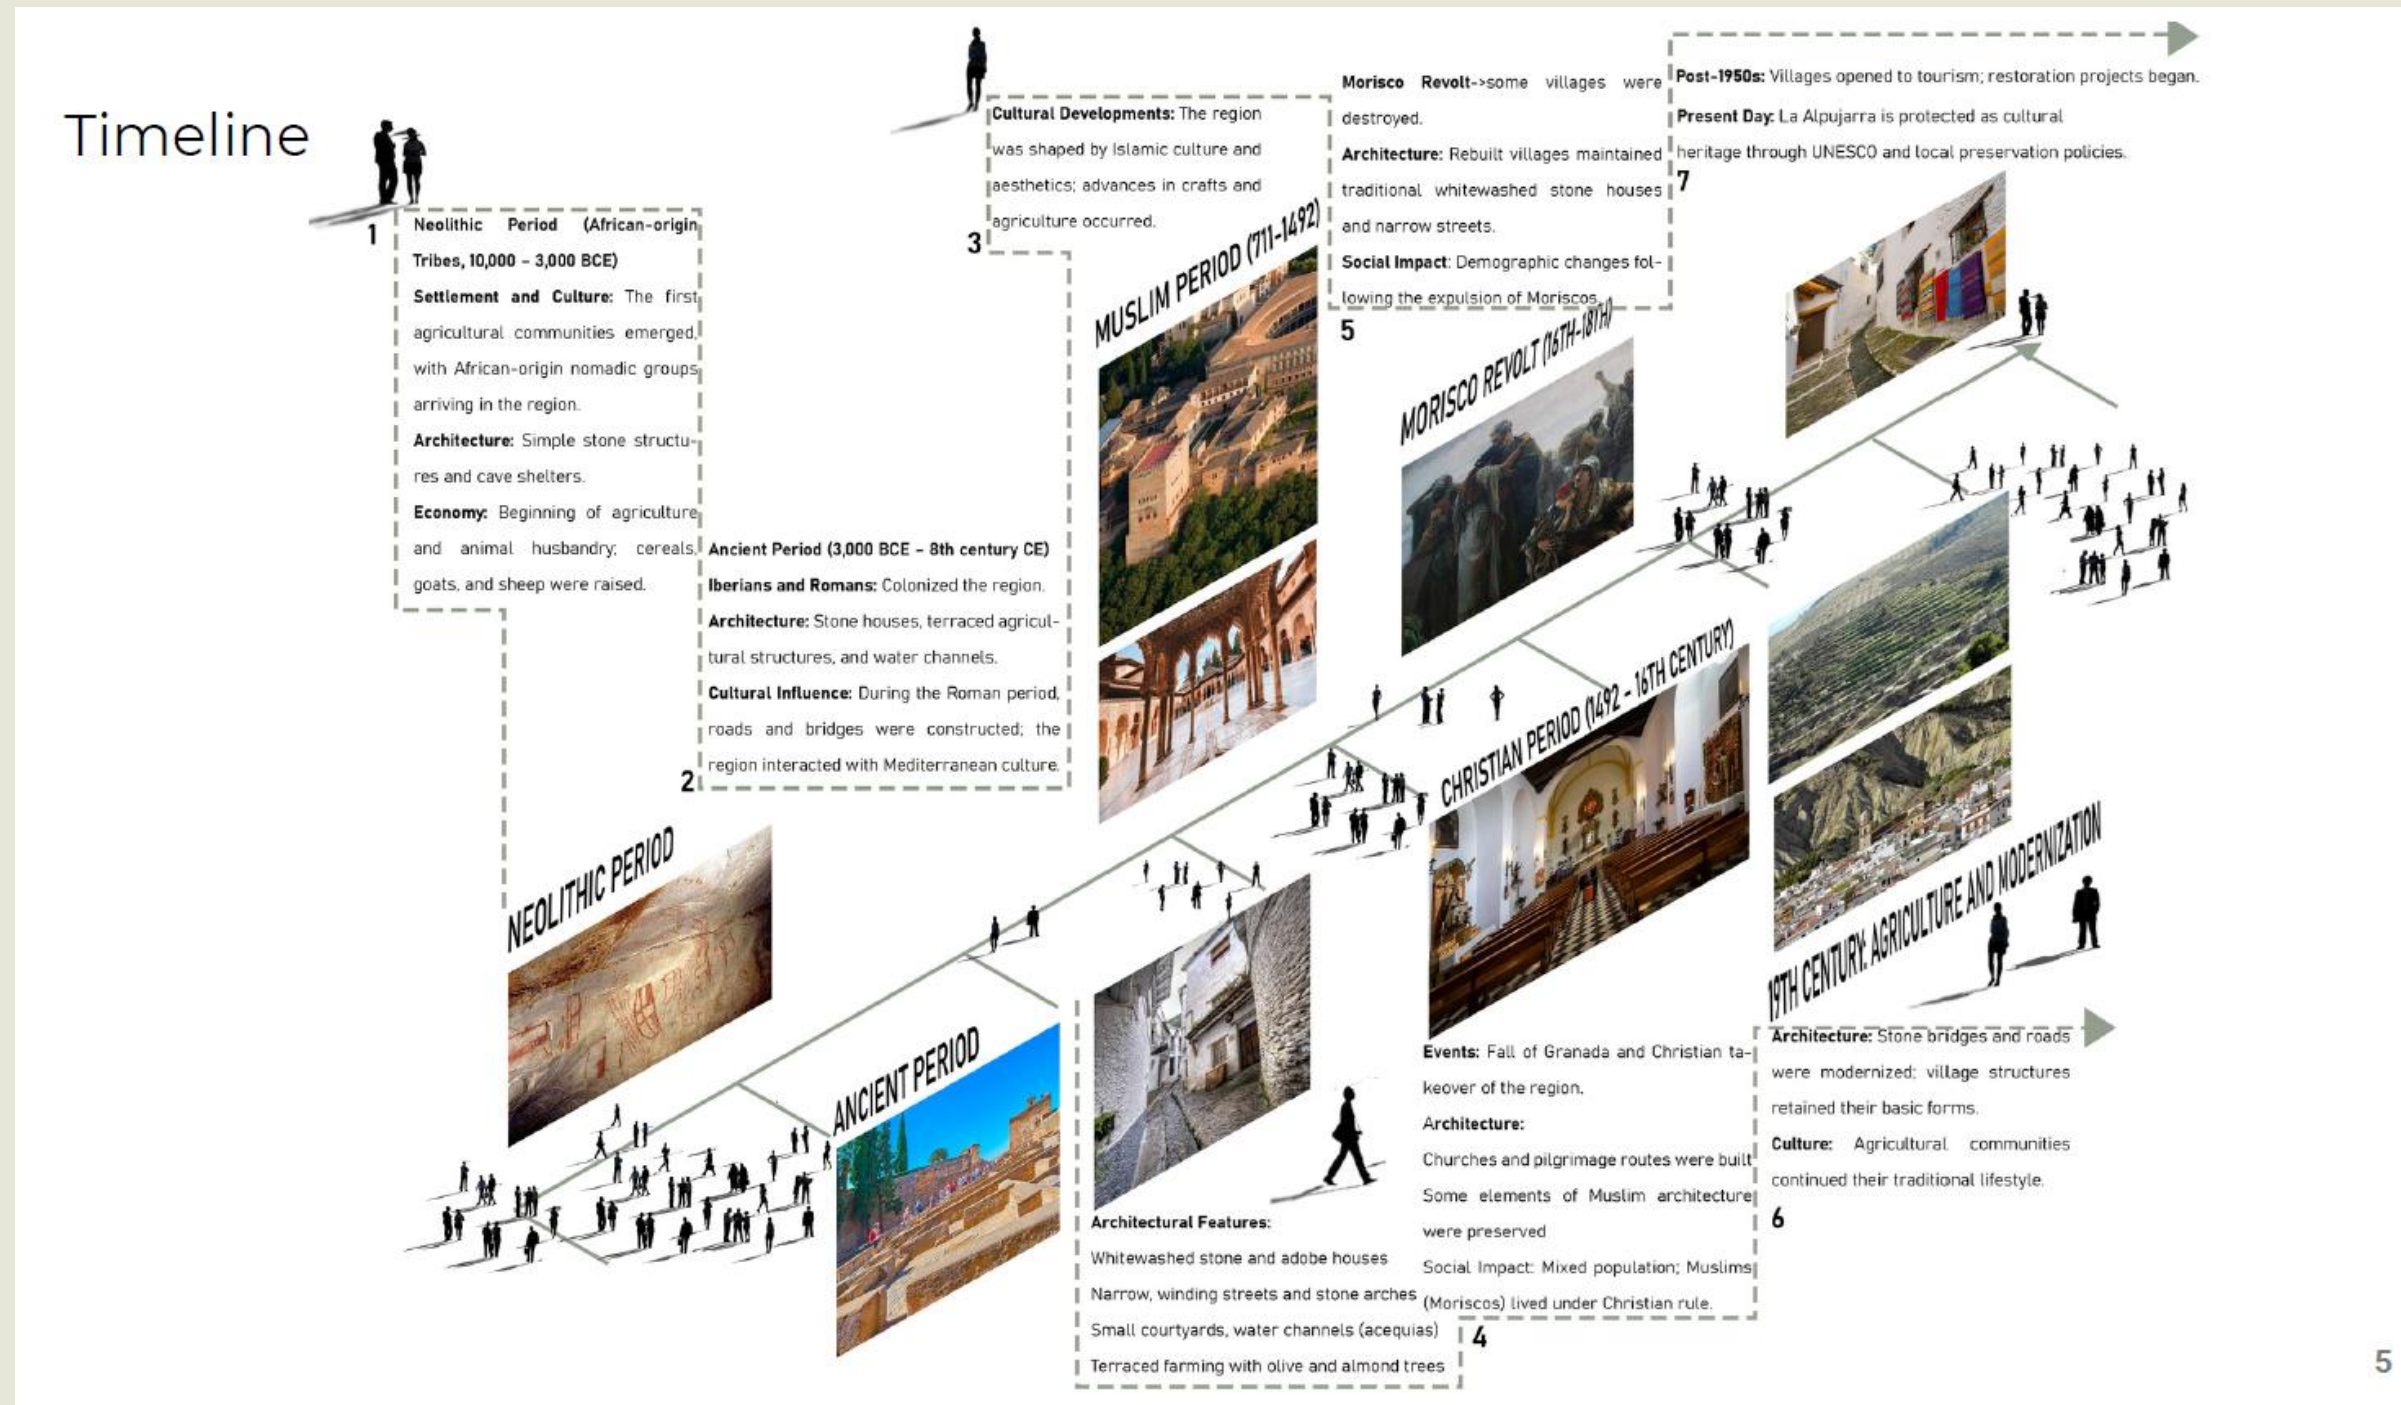 Timeline
1
Neolithic Period (African-origin
Tribes, 10,000 – 3,000 BCE)
Settlement and Culture: The first
agricultural communities emerged,
with African-origin nomadic groups
arriving in the region.
Architecture: Simple stone structu-
res and cave shelters.
Economy: Beginning of agriculture
and animal husbandry; cereals,
goats, and sheep were raised.
NEOLITHIC PERIOD
2
Ancient Period (3,000 BCE – 8th century CE)
Iberians and Romans: Colonized the region.
Architecture: Stone houses, terraced agricul-
tural structures, and water channels.
Cultural Influence: During the Roman period,
roads and bridges were constructed; the
region interacted with Mediterranean culture.
ANCIENT PERIOD
3
Cultural Developments: The region
was shaped by Islamic culture and
aesthetics; advances in crafts and
agriculture occurred.
MUSLIM PERIOD (711-1492)
Architectural Features:
Whitewashed stone and adobe houses
Narrow, winding streets and stone arches
Small courtyards, water channels (acequias)
Terraced farming with olive and almond trees
4
CHRISTIAN PERIOD (1492 – 16TH CENTURY)
Events: Fall of Granada and Christian ta-
keover of the region.
Architecture:
Churches and pilgrimage routes were built
Some elements of Muslim architecture
were preserved
Social Impact: Mixed population; Muslims
(Moriscos) lived under Christian rule.
5
Morisco Revolt->some villages were
destroyed.
Architecture: Rebuilt villages maintained
traditional whitewashed stone houses
and narrow streets.
Social Impact: Demographic changes fol-
lowing the expulsion of Moriscos.
MORISCO REVOLT (16TH-18TH)
19TH CENTURY: AGRICULTURE AND MODERNIZATION
Architecture: Stone bridges and roads
were modernized; village structures
retained their basic forms.
Culture: Agricultural communities
continued their traditional lifestyle.
6
Post-1950s: Villages opened to tourism; restoration projects began.
Present Day: La Alpujarra is protected as cultural
heritage through UNESCO and local preservation policies.
7
5